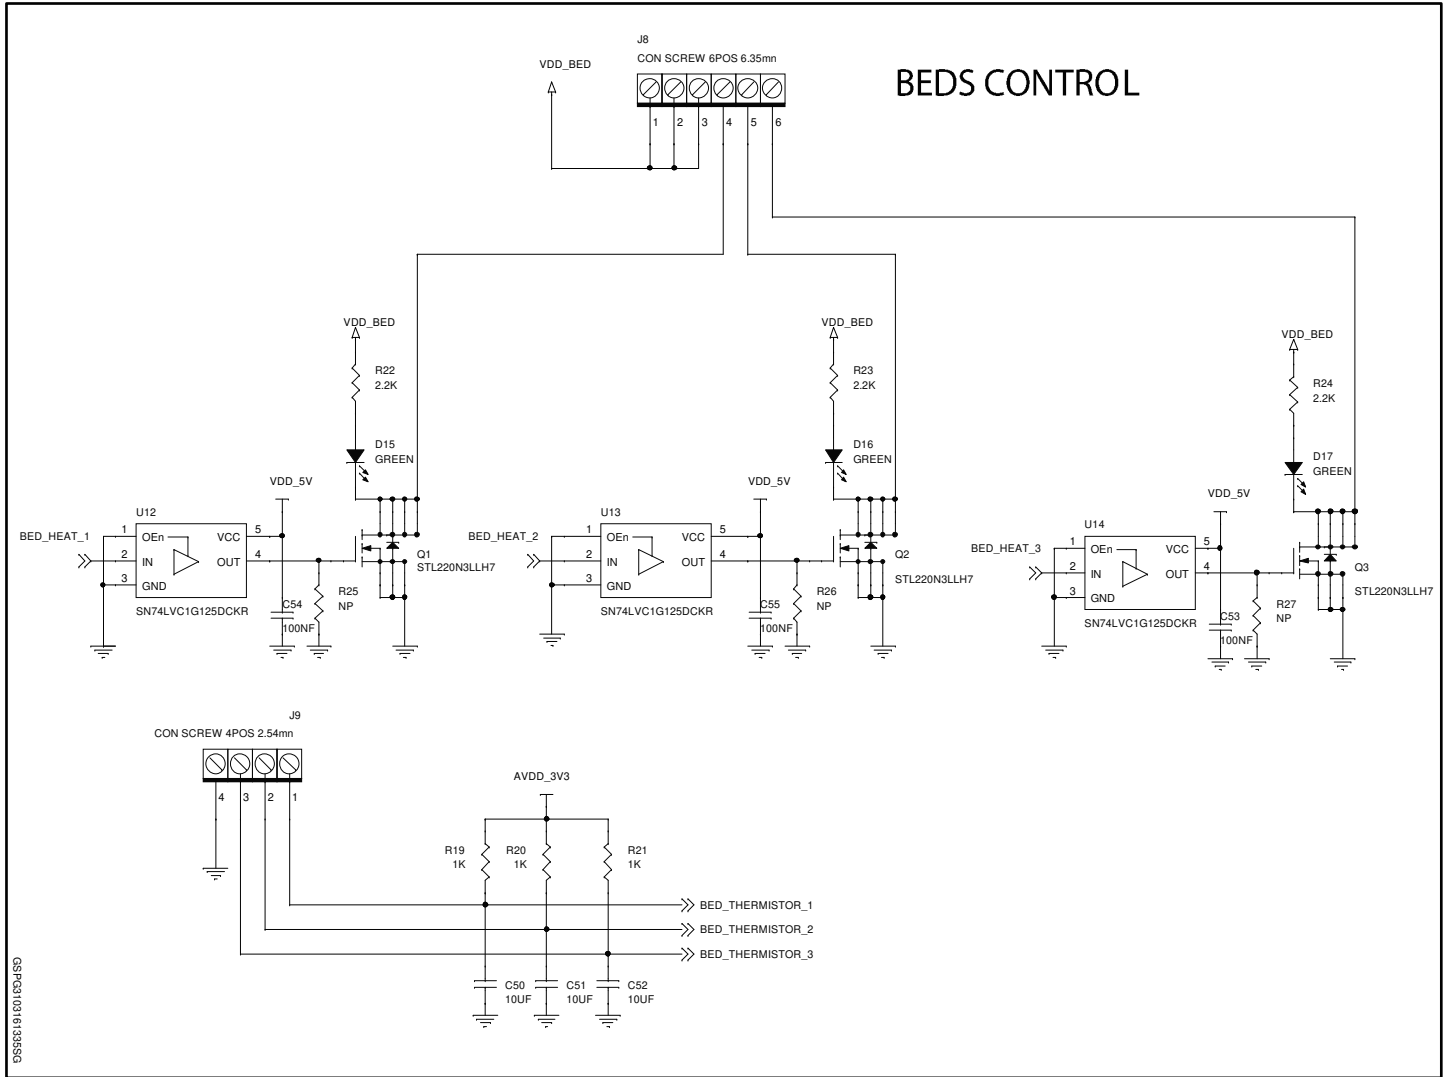 BEDS CONTROL
J8
CON SCREW 6POS 6.35mn
VDD_BED
1 2 3 4 5 6
VDD_BED
R22
2.2K
D15
GREEN
VDD_5V
U12
BED_HEAT_1
1 OEn VCC 5
2 IN OUT 4
3 GND
SN74LVC1G125DCKR
C54
100NF
R25
NP
Q1
STL220N3LLH7
VDD_BED
R23
2.2K
D16
GREEN
VDD_5V
U13
BED_HEAT_2
1 OEn VCC 5
2 IN OUT 4
3 GND
SN74LVC1G125DCKR
C55
100NF
R26
NP
Q2
STL220N3LLH7
VDD_BED
R24
2.2K
D17
GREEN
VDD_5V
U14
BED_HEAT_3
1 OEn VCC 5
2 IN OUT 4
3 GND
SN74LVC1G125DCKR
C53
100NF
R27
NP
Q3
STL220N3LLH7
J9
CON SCREW 4POS 2.54mn
4 3 2 1
AVDD_3V3
R19
1K
R20
1K
R21
1K
BED_THERMISTOR_1
BED_THERMISTOR_2
BED_THERMISTOR_3
C50
10UF
C51
10UF
C52
10UF
GSPG3103161335SG